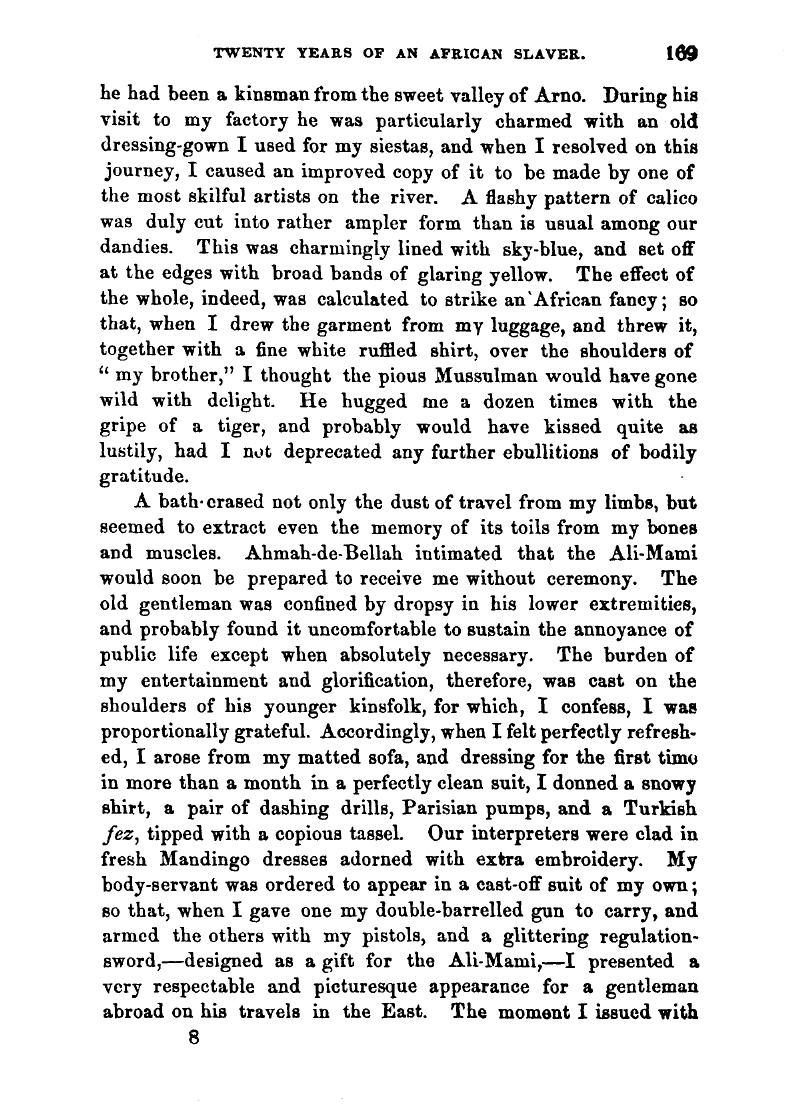 TWENTY YEARS OF AN AFRICAN SLAVER. 169
he had been a kinsman from the sweet valley of Arno. During his
visit to my factory he was particularly charmed with an old
dressing-gown I used for my siestas, and when I resolved on this
journey, I caused an improved copy of it to be made by one of
the most skilful artists on the river. A flashy pattern of calico
was duly cut into rather ampler form than is usual among our
dandies. This was charmingly lined with sky-blue, and set off
at the edges with broad bands of glaring yellow. The effect of
the whole, indeed, was calculated to strike an African fancy; so
that, when I drew the garment from my luggage, and threw it,
together with a fine white ruffled shirt, over the shoulders of
“ my brother,” I thought the pious Mussulman would have gone
wild with delight. He hugged me a dozen times with the
gripe of a tiger, and probably would have kissed quite as
lustily, had I not deprecated any further ebullitions of bodily
gratitude.
A bath erased not only the dust of travel from my limbs, but
seemed to extract even the memory of its toils from my bones
and muscles. Ahmah-de-Bellah intimated that the Ali-Mami
would soon be prepared to receive me without ceremony. The
old gentleman was confined by dropsy in his lower extremities,
and probably found it uncomfortable to sustain the annoyance of
public life except when absolutely necessary. The burden of
my entertainment and glorification, therefore, was cast on the
shoulders of his younger kinsfolk, for which, I confess, I was
proportionally grateful. Accordingly, when I felt perfectly refresh-
ed, I arose from my matted sofa, and dressing for the first time
in more than a month in a perfectly clean suit, I donned a snowy
shirt, a pair of dashing drills, Parisian pumps, and a Turkish
fez, tipped with a copious tassel. Our interpreters were clad in
fresh Mandingo dresses adorned with extra embroidery. My
body-servant was ordered to appear in a cast-off suit of my own;
so that, when I gave one my double-barrelled gun to carry, and
armed the others with my pistols, and a glittering regulation-
sword,—designed as a gift for the Ali-Mami,—I presented a
very respectable and picturesque appearance for a gentleman
abroad on his travels in the East. The moment I issued with
8